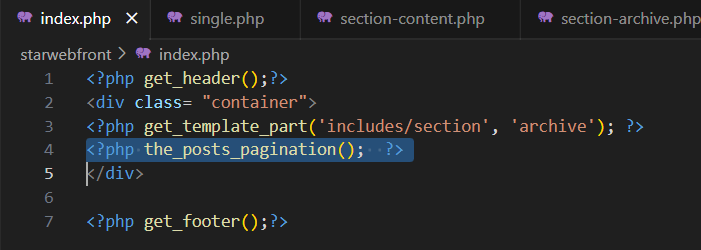 index.php × single.php section-content.php section-archive.php
starwebfront > index.php
1 <?php get_header();?>
2 <div class= "container">
3 <?php get_template_part('includes/section', 'archive'); ?>
4 <?php the_posts_pagination();  ?>
5 </div>
6
7 <?php get_footer();?>